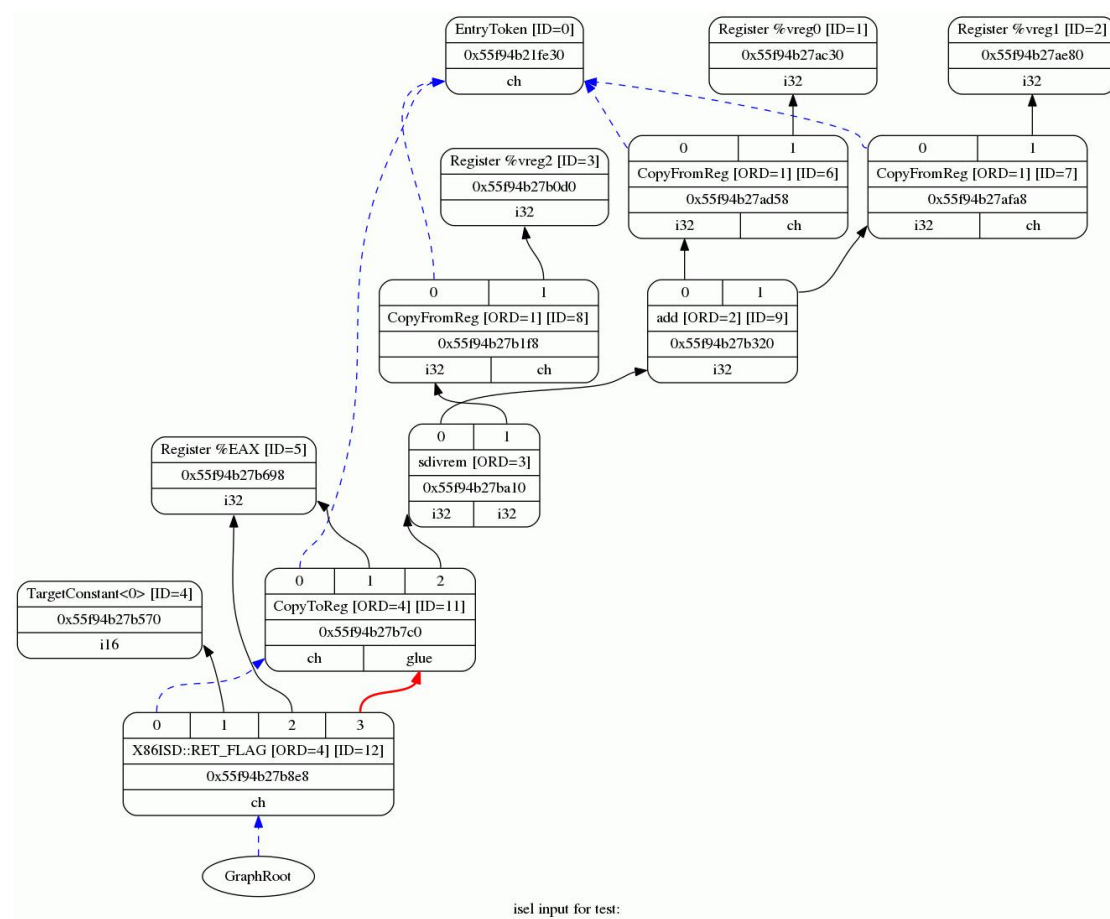 EntryToken [ID=0]
0x55f94b21fe30
ch
Register %vreg0 [ID=1]
0x55f94b27ac30
i32
Register %vreg1 [ID=2]
0x55f94b27ae80
i32
Register %vreg2 [ID=3]
0x55f94b27b0d0
i32
0 1
CopyFromReg [ORD=1] [ID=6]
0x55f94b27ad58
i32 ch
0 1
CopyFromReg [ORD=1] [ID=7]
0x55f94b27afa8
i32 ch
0 1
CopyFromReg [ORD=1] [ID=8]
0x55f94b27b1f8
i32 ch
0 1
add [ORD=2] [ID=9]
0x55f94b27b320
i32
0 1
sdivrem [ORD=3]
0x55f94b27ba10
i32 i32
Register %EAX [ID=5]
0x55f94b27b698
i32
0 1 2
CopyToReg [ORD=4] [ID=11]
0x55f94b27b7c0
ch glue
TargetConstant<0> [ID=4]
0x55f94b27b570
i16
0 1 2 3
X86ISD::RET_FLAG [ORD=4] [ID=12]
0x55f94b27b8e8
ch
GraphRoot
isel input for test: